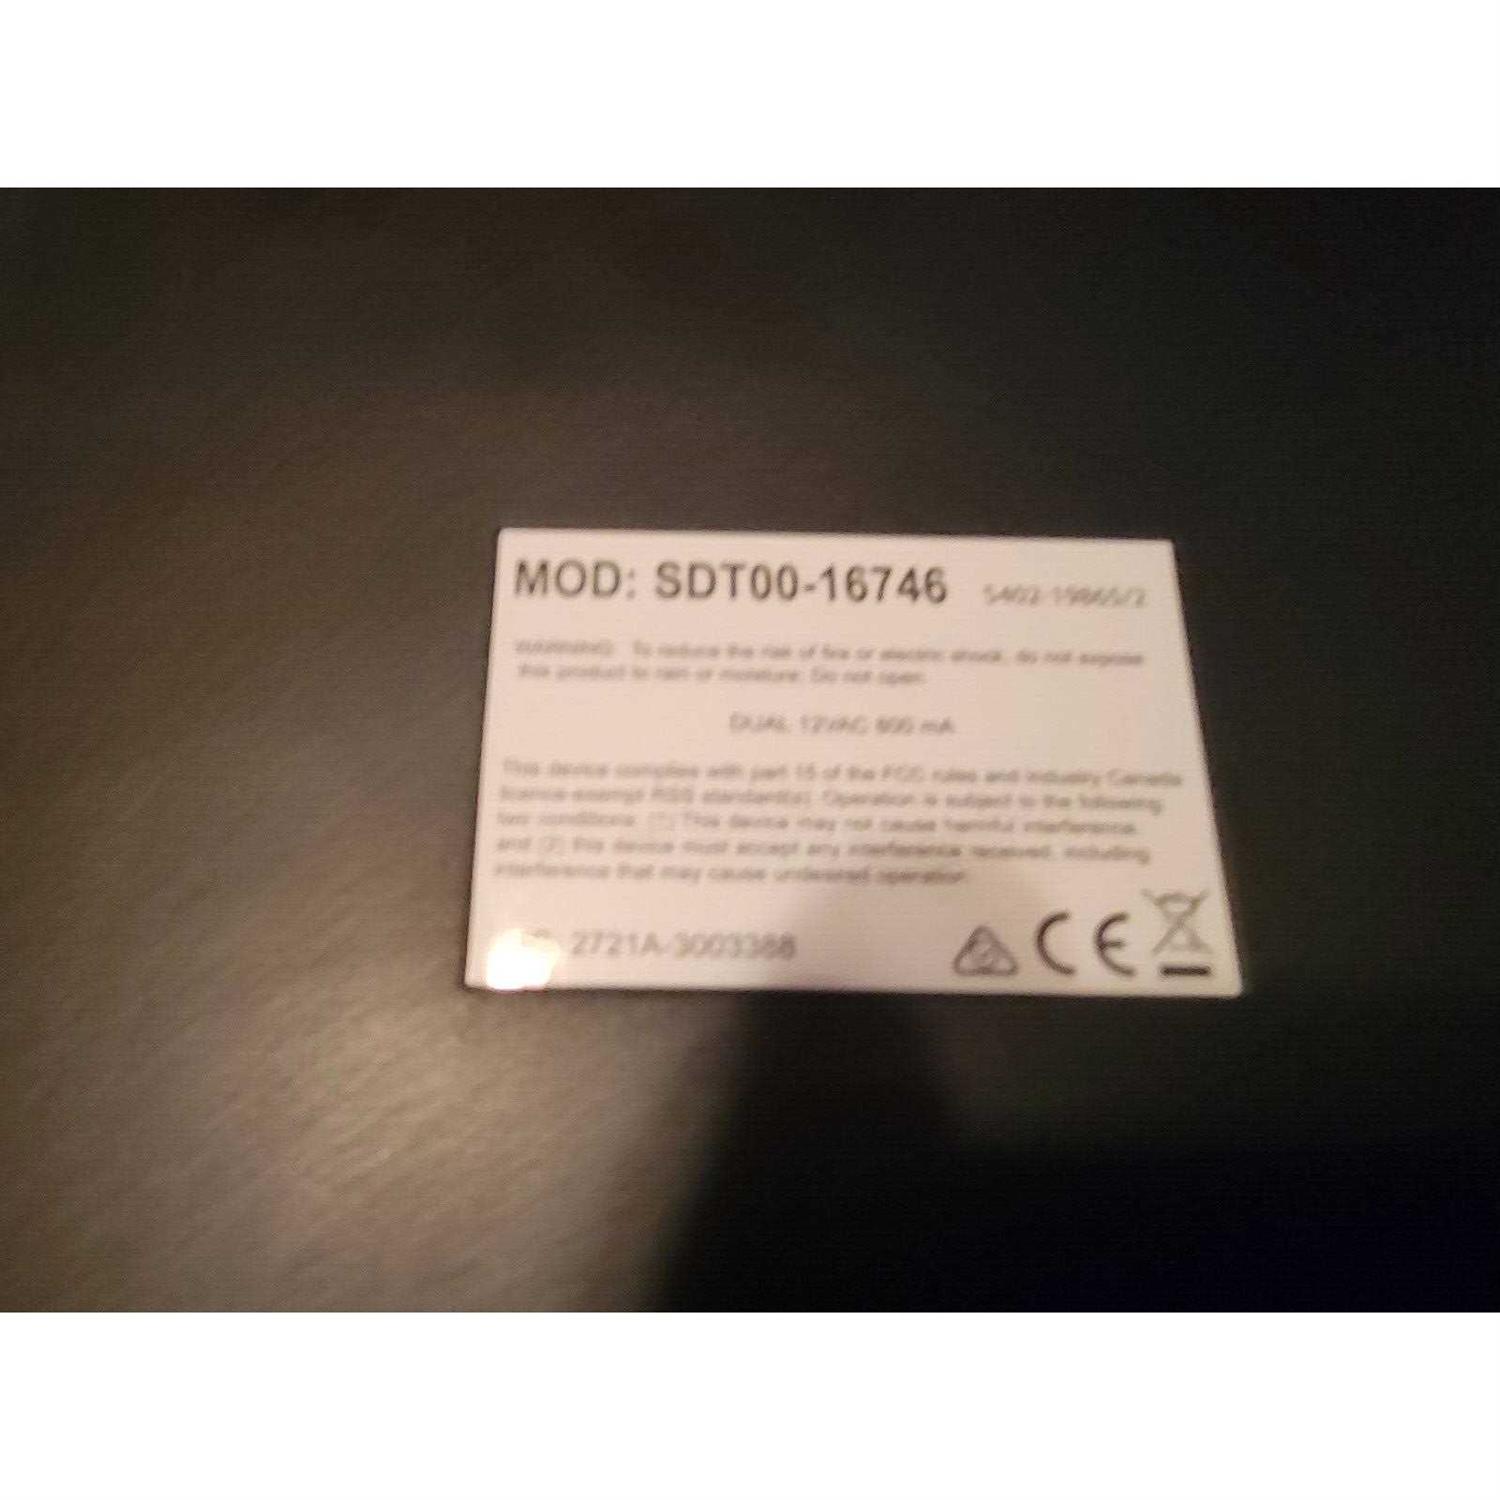 MOD: SDT00-16746 5402-19865/2
WARNING: To reduce the risk of fire or electric shock, do not expose
this product to rain or moisture. Do not open.
DUAL 12VAC 800 mA
This device complies with part 15 of the FCC rules and Industry Canada
licence-exempt RSS standard(s). Operation is subject to the following
two conditions: (1) This device may not cause harmful interference,
and (2) this device must accept any interference received, including
interference that may cause undesired operation.
2721A-3003388
CE